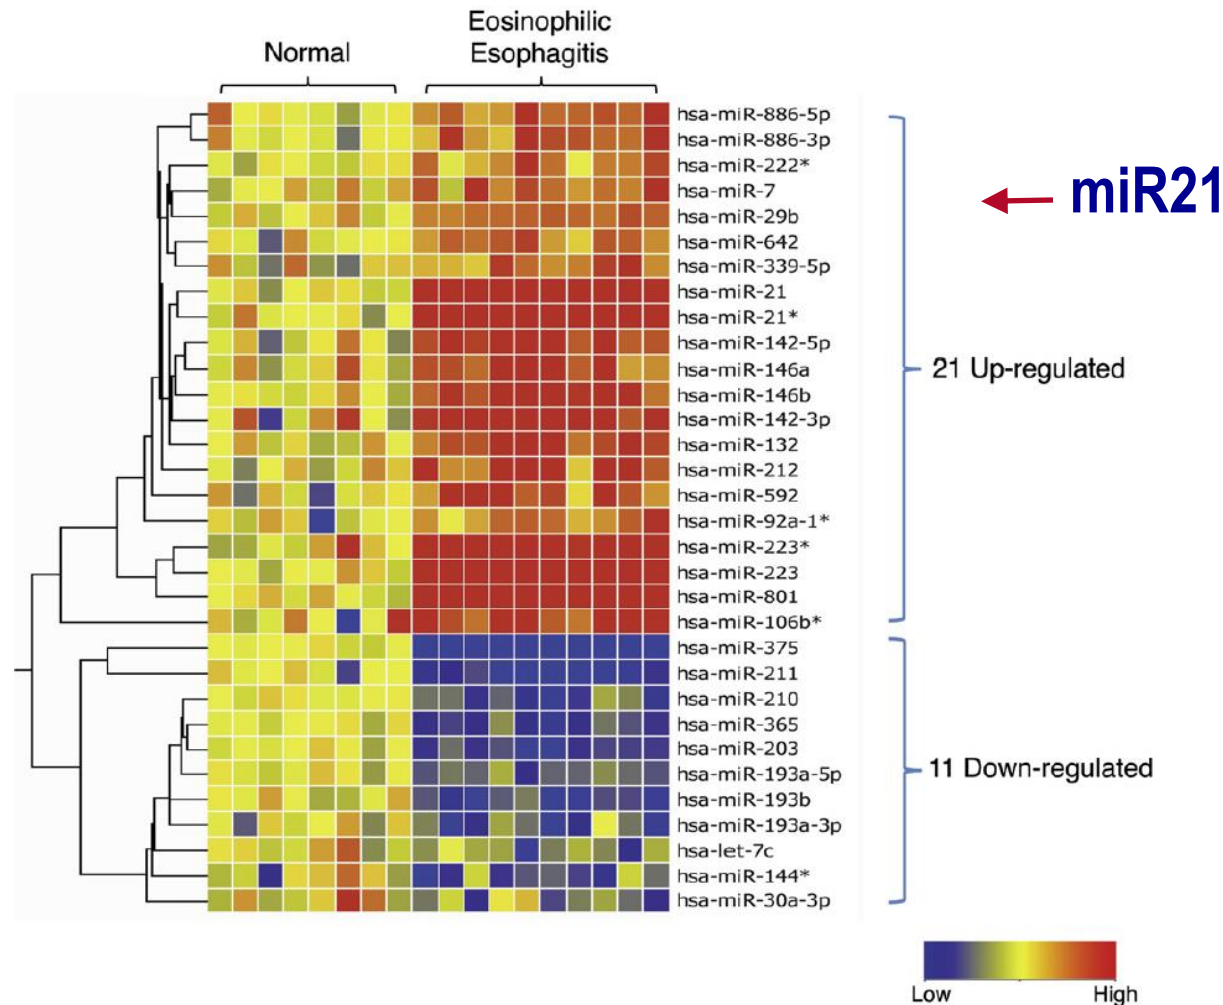 Eosinophilic
Normal Esophagitis
hsa-miR-886-5p
hsa-miR-886-3p
hsa-miR-222*
hsa-miR-7
hsa-miR-29b
hsa-miR-642
hsa-miR-339-5p
hsa-miR-21
hsa-miR-21*
hsa-miR-142-5p
hsa-miR-146a
hsa-miR-146b
hsa-miR-142-3p
hsa-miR-132
hsa-miR-212
hsa-miR-592
hsa-miR-92a-1*
hsa-miR-223*
hsa-miR-223
hsa-miR-801
hsa-miR-106b*
hsa-miR-375
hsa-miR-211
hsa-miR-210
hsa-miR-365
hsa-miR-203
hsa-miR-193a-5p
hsa-miR-193b
hsa-miR-193a-3p
hsa-let-7c
hsa-miR-144*
hsa-miR-30a-3p
miR21
21 Up-regulated
11 Down-regulated
Low High